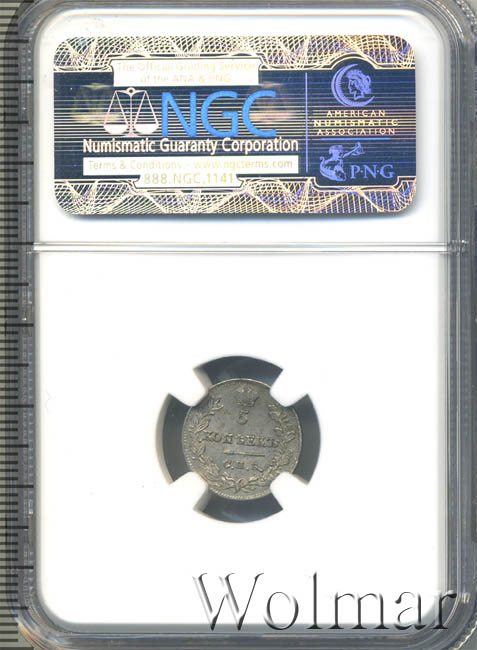 The Official Grading Service
of the ANA & PNG
NGC
Numismatic Guaranty Corporation
Terms & Conditions - www.ngcterms.com
888.NGC.1141
AMERICAN
NUMISMATIC
ASSOCIATION
P·N·G
5
КОПѢЕКЪ
С.П.Б.
Wolmar